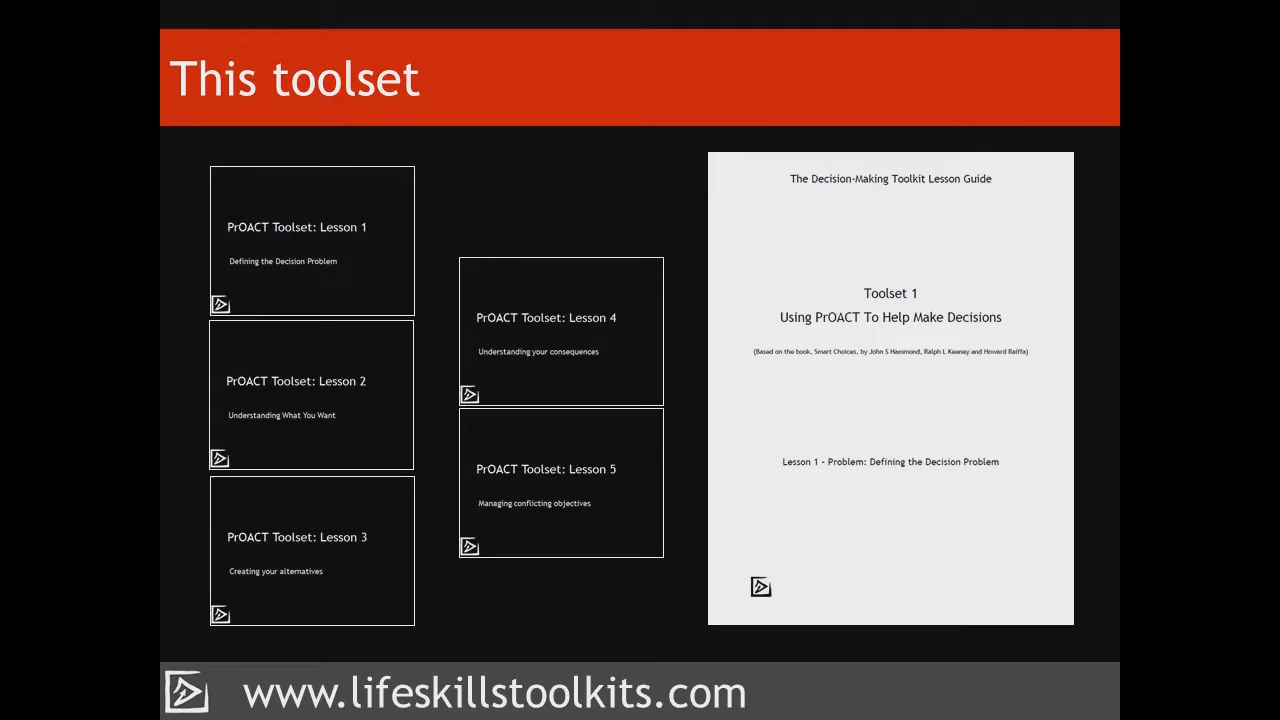 This toolset
PrOACT Toolset: Lesson 1
Defining the Decision Problem
PrOACT Toolset: Lesson 2
Understanding What You Want
PrOACT Toolset: Lesson 3
Creating your alternatives
PrOACT Toolset: Lesson 4
Understanding your consequences
PrOACT Toolset: Lesson 5
Managing conflicting objectives
The Decision-Making Toolkit Lesson Guide
Toolset 1
Using PrOACT To Help Make Decisions
(Based on the book, Smart Choices, by John S Hammond, Ralph L Keeney and Howard Raiffa)
Lesson 1 - Problem: Defining the Decision Problem
www.lifeskillstoolkits.com